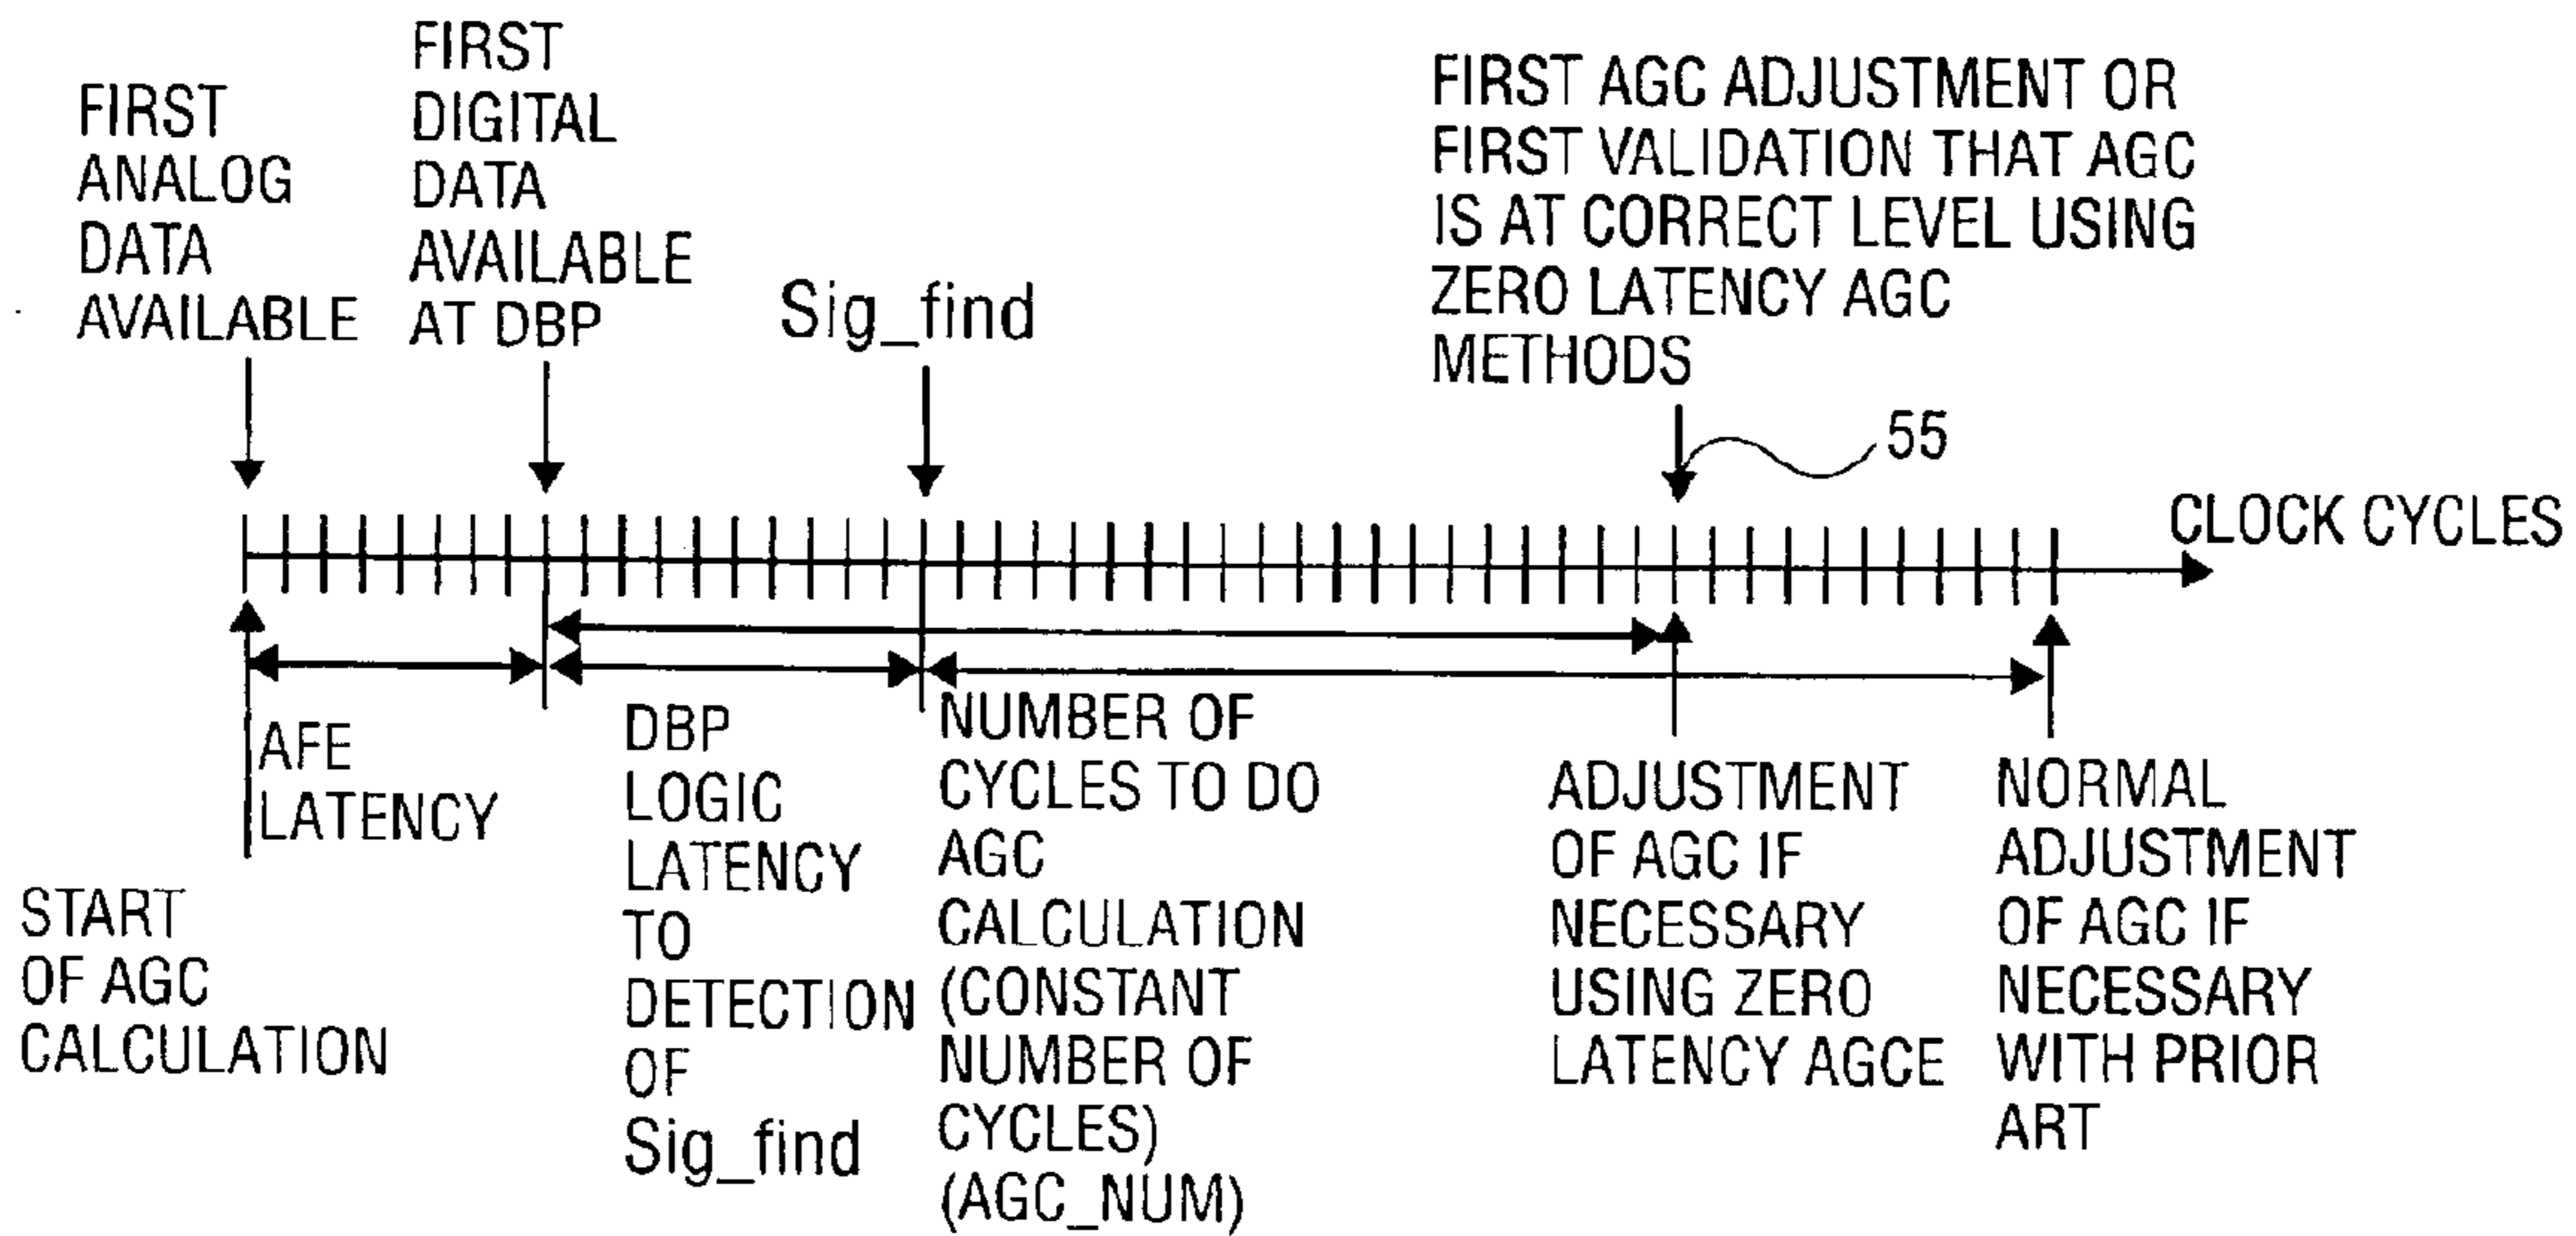 FIRST
ANALOG
DATA
AVAILABLE
FIRST
DIGITAL
DATA
AVAILABLE
AT DBP
Sig_find
FIRST AGC ADJUSTMENT OR
FIRST VALIDATION THAT AGC
IS AT CORRECT LEVEL USING
ZERO LATENCY AGC
METHODS
55
CLOCK CYCLES
START
OF AGC
CALCULATION
AFE
LATENCY
DBP
LOGIC
LATENCY
TO
DETECTION
OF
Sig_find
NUMBER OF
CYCLES TO DO
AGC
CALCULATION
(CONSTANT
NUMBER OF
CYCLES)
(AGC_NUM)
ADJUSTMENT
OF AGC IF
NECESSARY
USING ZERO
LATENCY AGCE
NORMAL
ADJUSTMENT
OF AGC IF
NECESSARY
WITH PRIOR
ART